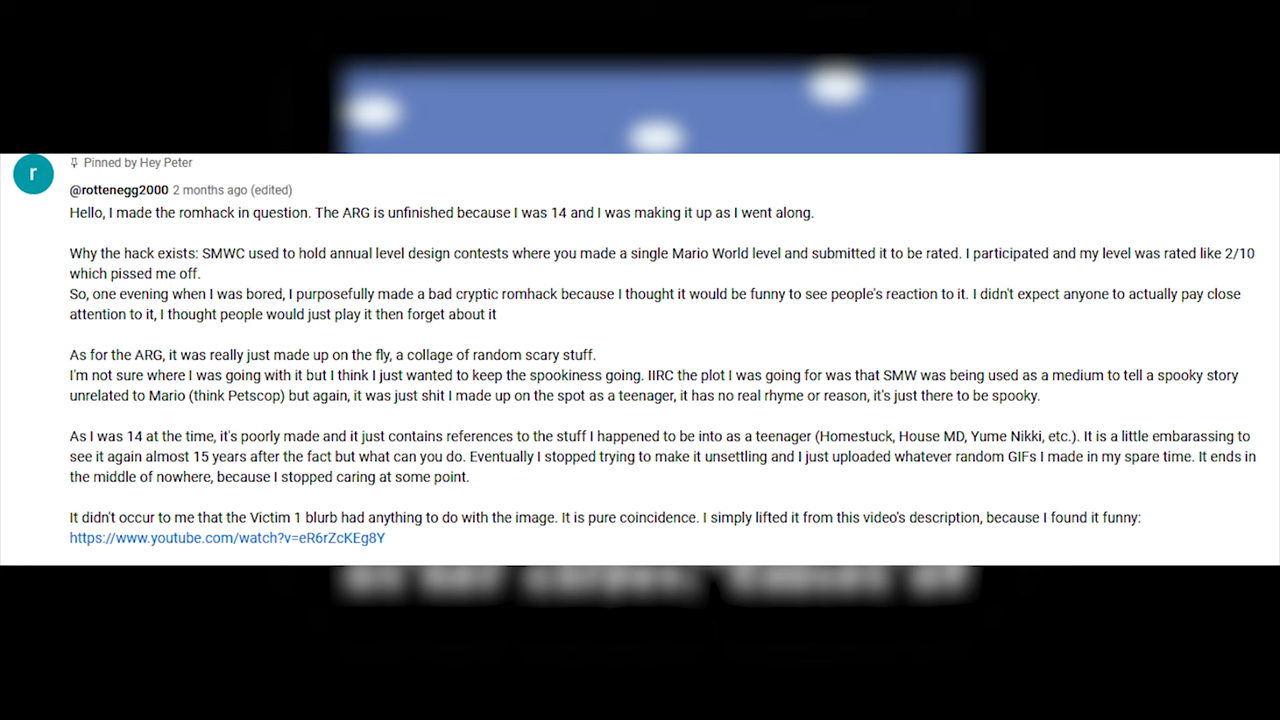 r
Pinned by Hey Peter
@rottenegg2000 2 months ago (edited)
Hello, I made the romhack in question. The ARG is unfinished because I was 14 and I was making it up as I went along.
Why the hack exists: SMWC used to hold annual level design contests where you made a single Mario World level and submitted it to be rated. I participated and my level was rated like 2/10
which pissed me off.
So, one evening when I was bored, I purposefully made a bad cryptic romhack because I thought it would be funny to see people's reaction to it. I didn't expect anyone to actually pay close
attention to it, I thought people would just play it then forget about it
As for the ARG, it was really just made up on the fly, a collage of random scary stuff.
I'm not sure where I was going with it but I think I just wanted to keep the spookiness going. IIRC the plot I was going for was that SMW was being used as a medium to tell a spooky story
unrelated to Mario (think Petscop) but again, it was just shit I made up on the spot as a teenager, it has no real rhyme or reason, it's just there to be spooky.
As I was 14 at the time, it's poorly made and it just contains references to the stuff I happened to be into as a teenager (Homestuck, House MD, Yume Nikki, etc.). It is a little embarassing to
see it again almost 15 years after the fact but what can you do. Eventually I stopped trying to make it unsettling and I just uploaded whatever random GIFs I made in my spare time. It ends in
the middle of nowhere, because I stopped caring at some point.
It didn't occur to me that the Victim 1 blurb had anything to do with the image. It is pure coincidence. I simply lifted it from this video's description, because I found it funny:
https://www.youtube.com/watch?v=eR6rZcKEg8Y